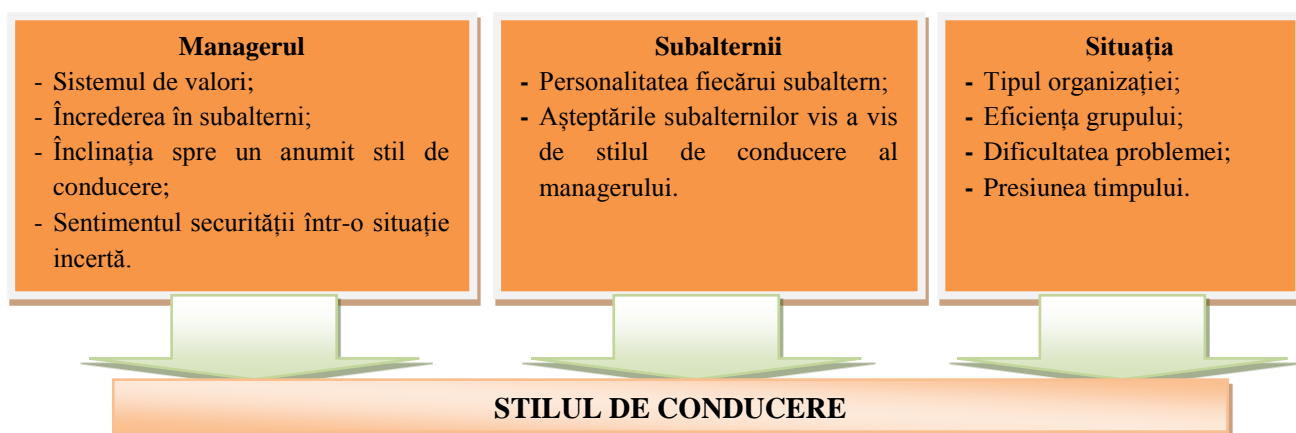 Managerul
- Sistemul de valori;
- Încrederea în subalterni;
- Înclinația spre un anumit stil de
conducere;
- Sentimentul securității într-o situație
incertă.
Subalternii
- Personalitatea fiecărui subaltern;
- Așteptările subalternilor vis a vis
de stilul de conducere al
managerului.
Situația
- Tipul organizației;
- Eficiența grupului;
- Dificultatea problemei;
- Presiunea timpului.
STILUL DE CONDUCERE